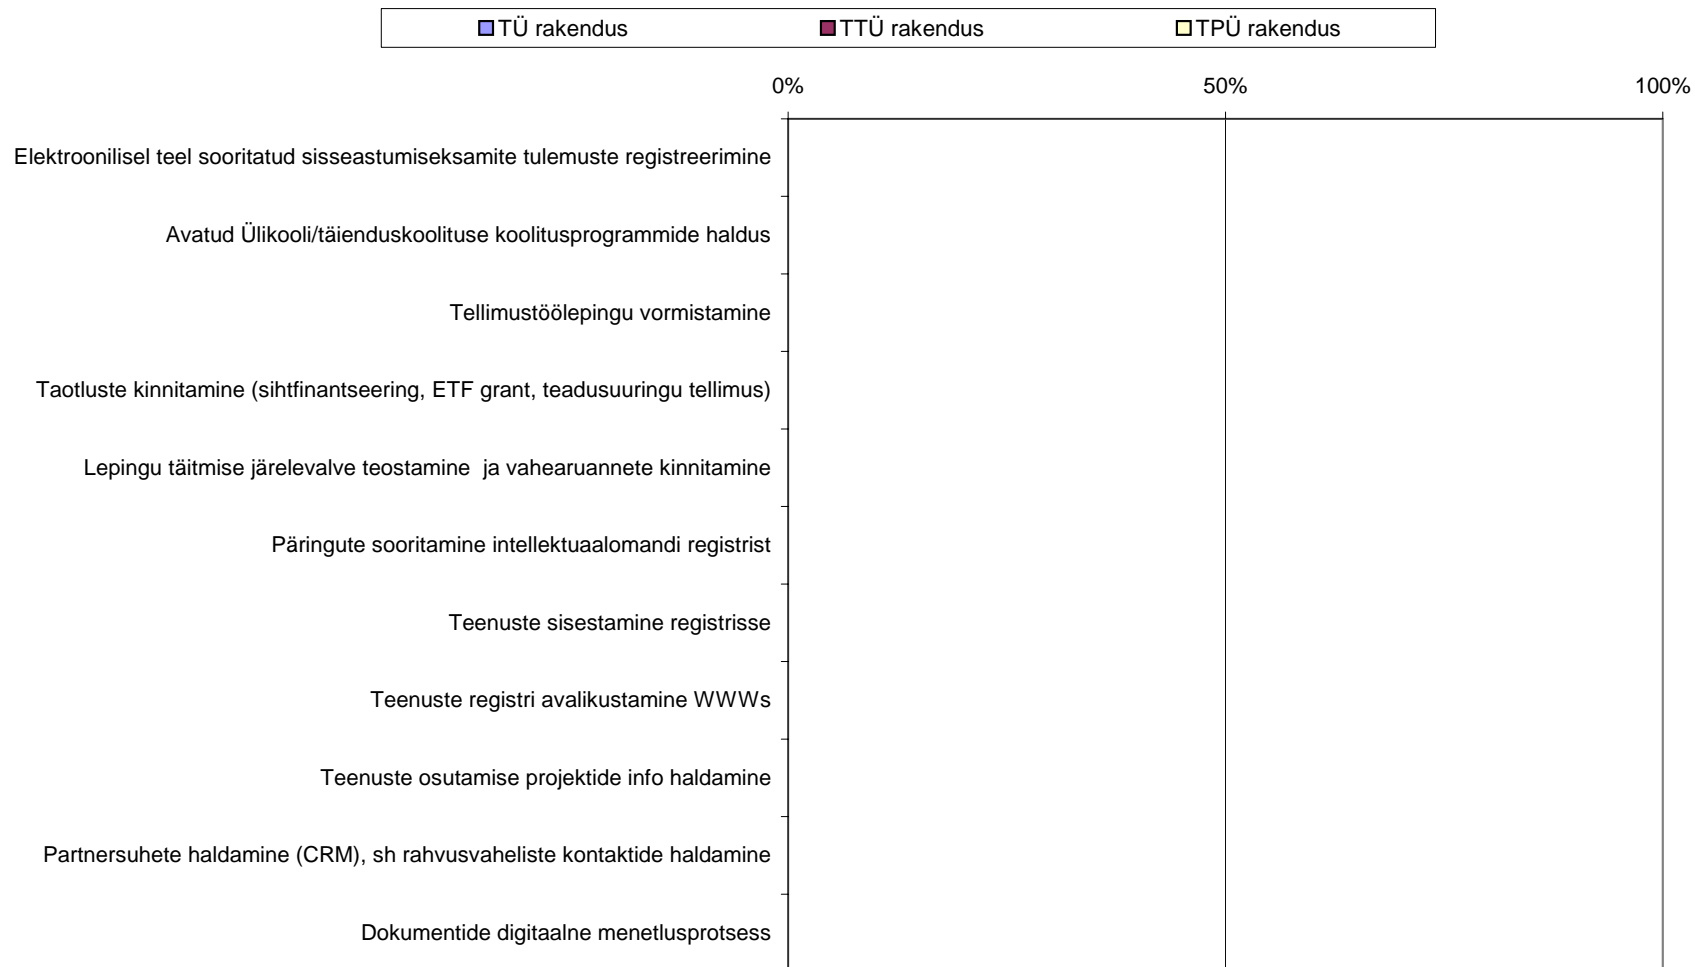 TÜ rakendus TTÜ rakendus TPÜ rakendus
0% 50% 100%
Elektroonilisel teel sooritatud sisseastumiseksamite tulemuste registreerimine
Avatud Ülikooli/täienduskoolituse koolitusprogrammide haldus
Tellimustöölepingu vormistamine
Taotluste kinnitamine (sihtfinantseering, ETF grant, teadusuuringu tellimus)
Lepingu täitmise järelevalve teostamine  ja vahearuannete kinnitamine
Päringute sooritamine intellektuaalomandi registrist
Teenuste sisestamine registrisse
Teenuste registri avalikustamine WWWs
Teenuste osutamise projektide info haldamine
Partnersuhete haldamine (CRM), sh rahvusvaheliste kontaktide haldamine
Dokumentide digitaalne menetlusprotsess